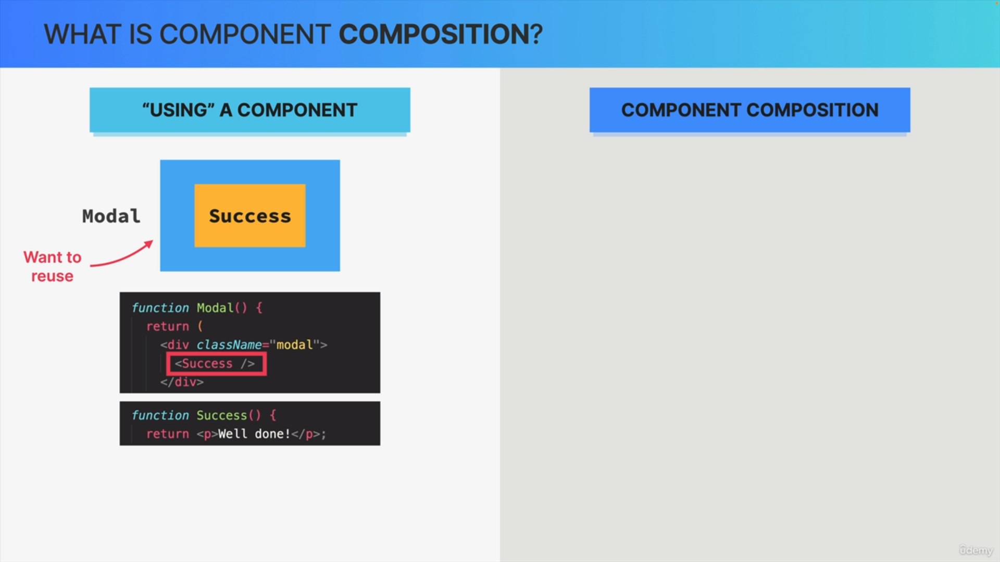 WHAT IS COMPONENT COMPOSITION?
“USING” A COMPONENT
Modal
Success
Want to
reuse
function Modal() {
return (
<div className="modal">
<Success />
</div>
function Success() {
return <p>Well done!</p>;
COMPONENT COMPOSITION
ûdemy